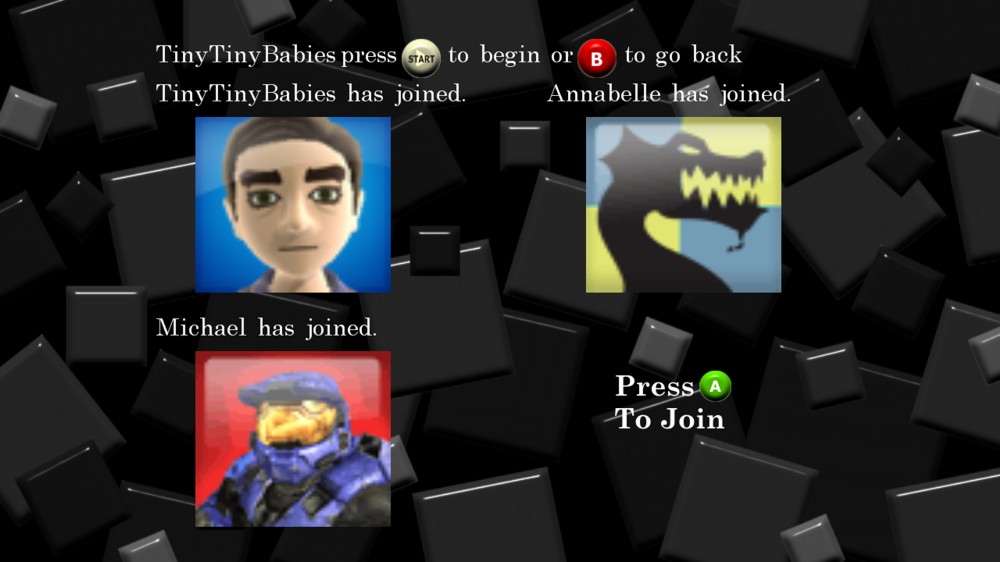 TinyTinyBabies press START to begin or B to go back
TinyTinyBabies has joined.
Annabelle has joined.
Michael has joined.
Press A
To Join